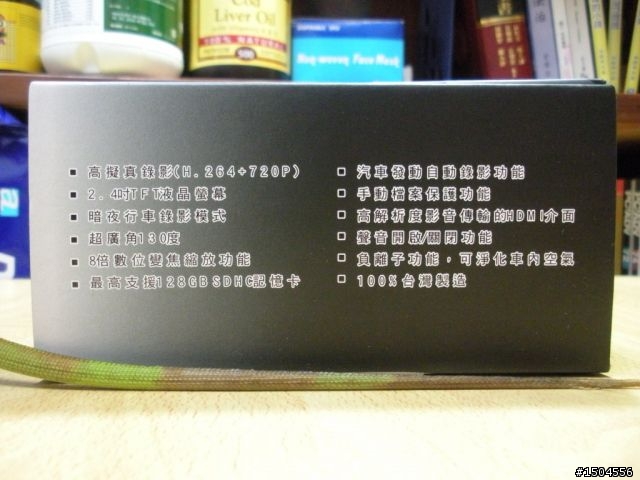 Cod
Liver Oil
100% NATURAL
500
Non-woven Face Mask
高擬真錄影(H.264+720P)
2.4吋TFT液晶螢幕
暗夜行車錄影模式
超廣角130度
8倍數位變焦縮放功能
最高支援128GBSDHC記憶卡
汽車發動自動錄影功能
手動檔案保護功能
高解析度影音傳輸的HDMI介面
聲音開啟/關閉功能
負離子功能，可淨化車內空氣
100%台灣製造
#1504556